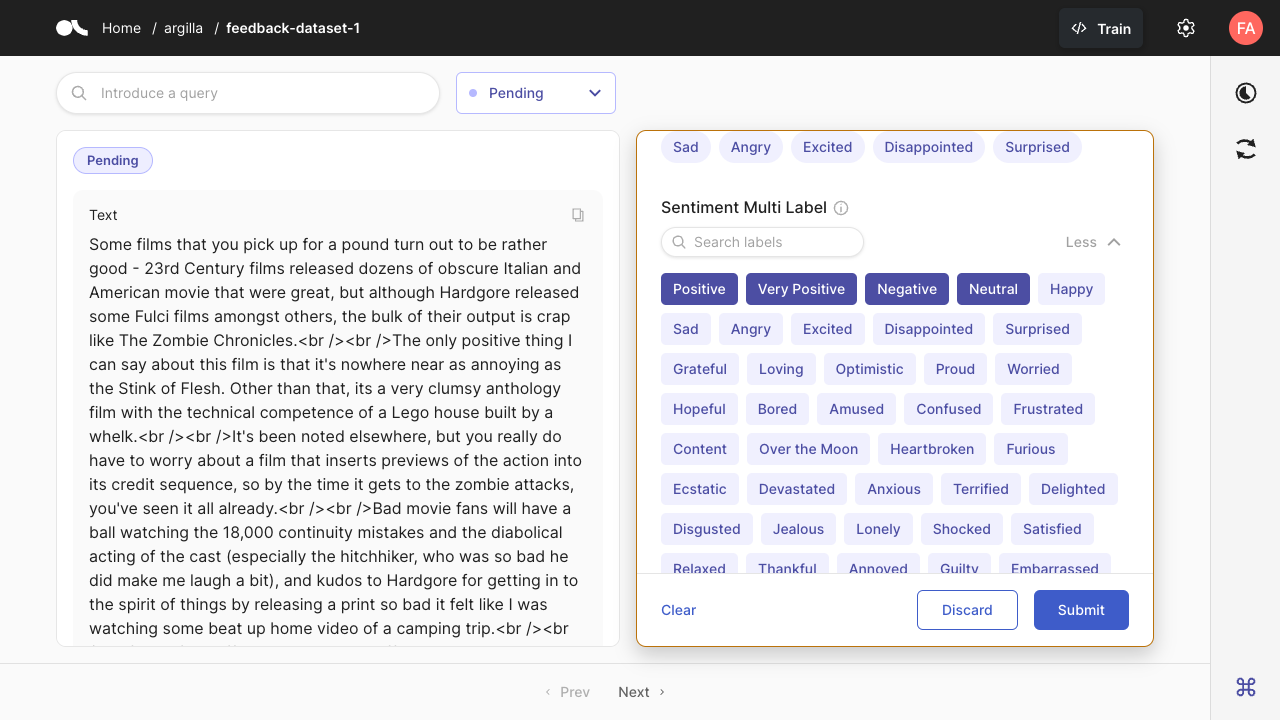 Home / argilla / feedback-dataset-1
Train
FA
Introduce a query
Pending
Pending
Text
Some films that you pick up for a pound turn out to be rather
good - 23rd Century films released dozens of obscure Italian and
American movie that were great, but although Hardgore released
some Fulci films amongst others, the bulk of their output is crap
like The Zombie Chronicles.<br /><br />The only positive thing I
can say about this film is that it's nowhere near as annoying as
the Stink of Flesh. Other than that, its a very clumsy anthology
film with the technical competence of a Lego house built by a
whelk.<br /><br />It's been noted elsewhere, but you really do
have to worry about a film that inserts previews of the action into
its credit sequence, so by the time it gets to the zombie attacks,
you've seen it all already.<br /><br />Bad movie fans will have a
ball watching the 18,000 continuity mistakes and the diabolical
acting of the cast (especially the hitchhiker, who was so bad he
did make me laugh a bit), and kudos to Hardgore for getting in to
the spirit of things by releasing a print so bad it felt like I was
watching some beat up home video of a camping trip.<br /><br
Sad Angry Excited Disappointed Surprised
Sentiment Multi Label
Search labels
Less
Positive Very Positive Negative Neutral Happy
Sad Angry Excited Disappointed Surprised
Grateful Loving Optimistic Proud Worried
Hopeful Bored Amused Confused Frustrated
Content Over the Moon Heartbroken Furious
Ecstatic Devastated Anxious Terrified Delighted
Disgusted Jealous Lonely Shocked Satisfied
Relaxed Thankful Annoyed Guilty Embarrassed
Clear
Discard
Submit
Prev
Next